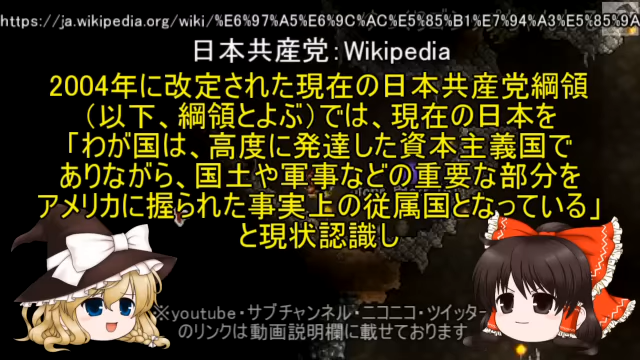 https://ja.wikipedia.org/wiki/%E6%97%A5%E6%9C%AC%E5%85%B1%E7%94%A3%E5%85%9A
日本共産党:Wikipedia
2004年に改定された現在の日本共産党綱領
（以下、綱領とよぶ）では、現在の日本を
「わが国は、高度に発達した資本主義国で
ありながら、国土や軍事などの重要な部分を
アメリカに握られた事実上の従属国となっている」
と現状認識し
※youtube・サブチャンネル・ニコニコ・ツイッター
のリンクは動画説明欄に載せております